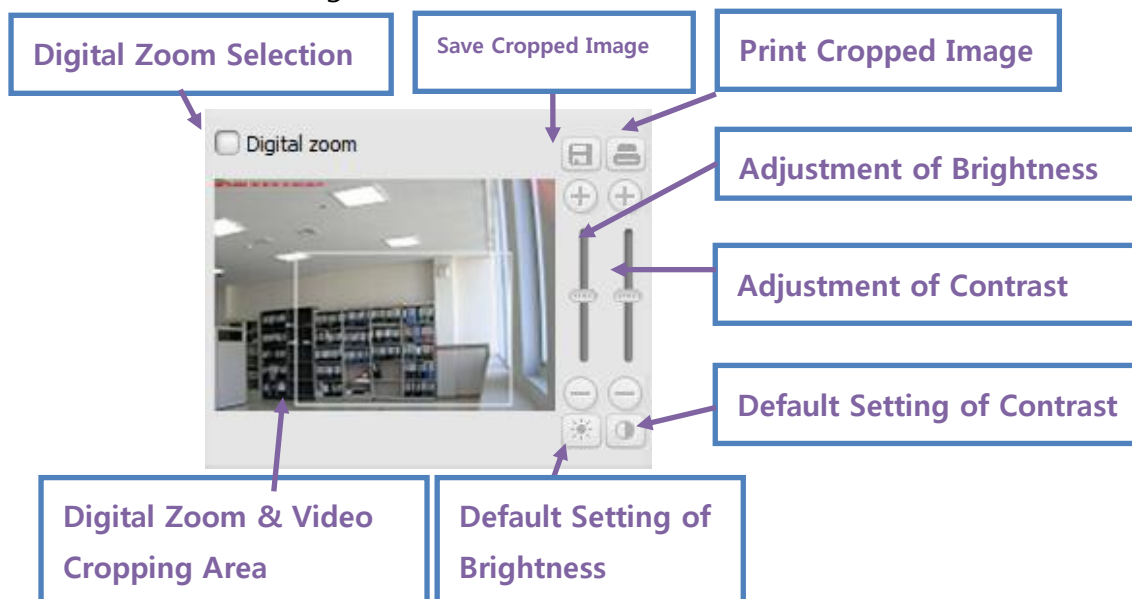 Digital Zoom Selection
Save Cropped Image
Print Cropped Image
Digital zoom
Adjustment of Brightness
Adjustment of Contrast
Default Setting of Contrast
Digital Zoom & Video
Cropping Area
Default Setting of
Brightness